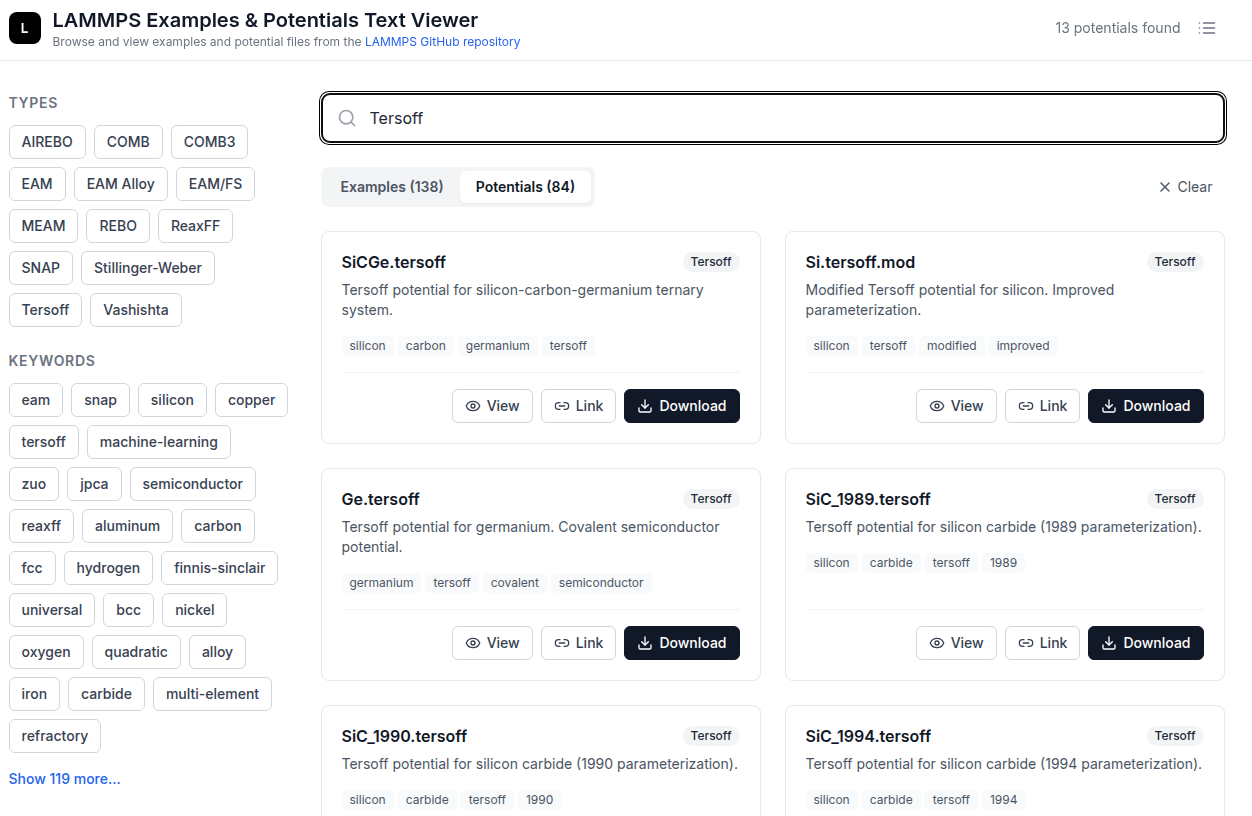 L
LAMMPS Examples & Potentials Text Viewer
Browse and view examples and potential files from the LAMMPS GitHub repository
13 potentials found
TYPES
AIREBO COMB COMB3
EAM EAM Alloy EAM/FS
MEAM REBO ReaxFF
SNAP Stillinger-Weber
Tersoff Vashishta
KEYWORDS
eam snap silicon copper
tersoff machine-learning
zuo jpca semiconductor
reaxff aluminum carbon
fcc hydrogen finnis-sinclair
universal bcc nickel
oxygen quadratic alloy
iron carbide multi-element
refractory
Show 119 more...
Tersoff
Examples (138) Potentials (84)
Clear
SiCGe.tersoff Tersoff
Tersoff potential for silicon-carbon-germanium ternary
system.
silicon carbon germanium tersoff
View Link Download
Si.tersoff.mod Tersoff
Modified Tersoff potential for silicon. Improved
parameterization.
silicon tersoff modified improved
View Link Download
Ge.tersoff Tersoff
Tersoff potential for germanium. Covalent semiconductor
potential.
germanium tersoff covalent semiconductor
View Link Download
SiC_1989.tersoff Tersoff
Tersoff potential for silicon carbide (1989 parameterization).
silicon carbide tersoff 1989
View Link Download
SiC_1990.tersoff Tersoff
Tersoff potential for silicon carbide (1990 parameterization).
silicon carbide tersoff 1990
SiC_1994.tersoff Tersoff
Tersoff potential for silicon carbide (1994 parameterization).
silicon carbide tersoff 1994